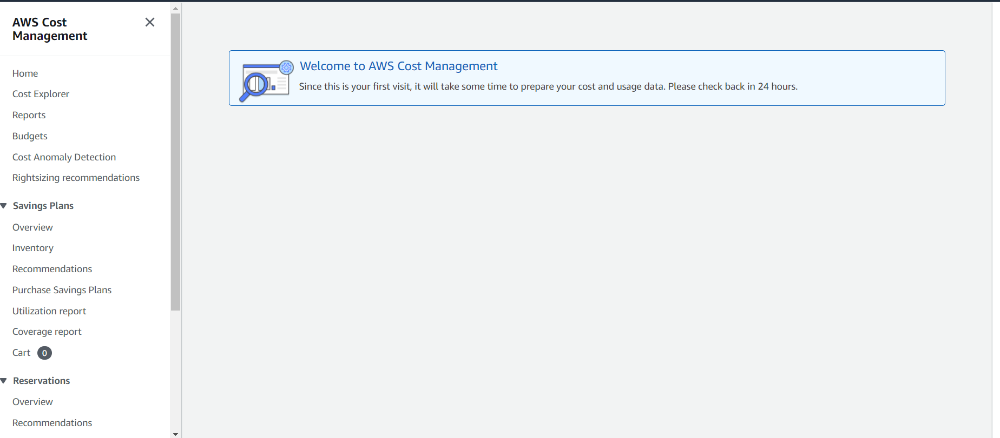 AWS Cost
Management
Home
Cost Explorer
Reports
Budgets
Cost Anomaly Detection
Rightsizing recommendations
Savings Plans
Overview
Inventory
Recommendations
Purchase Savings Plans
Utilization report
Coverage report
Cart 0
Reservations
Overview
Recommendations
Welcome to AWS Cost Management
Since this is your first visit, it will take some time to prepare your cost and usage data. Please check back in 24 hours.